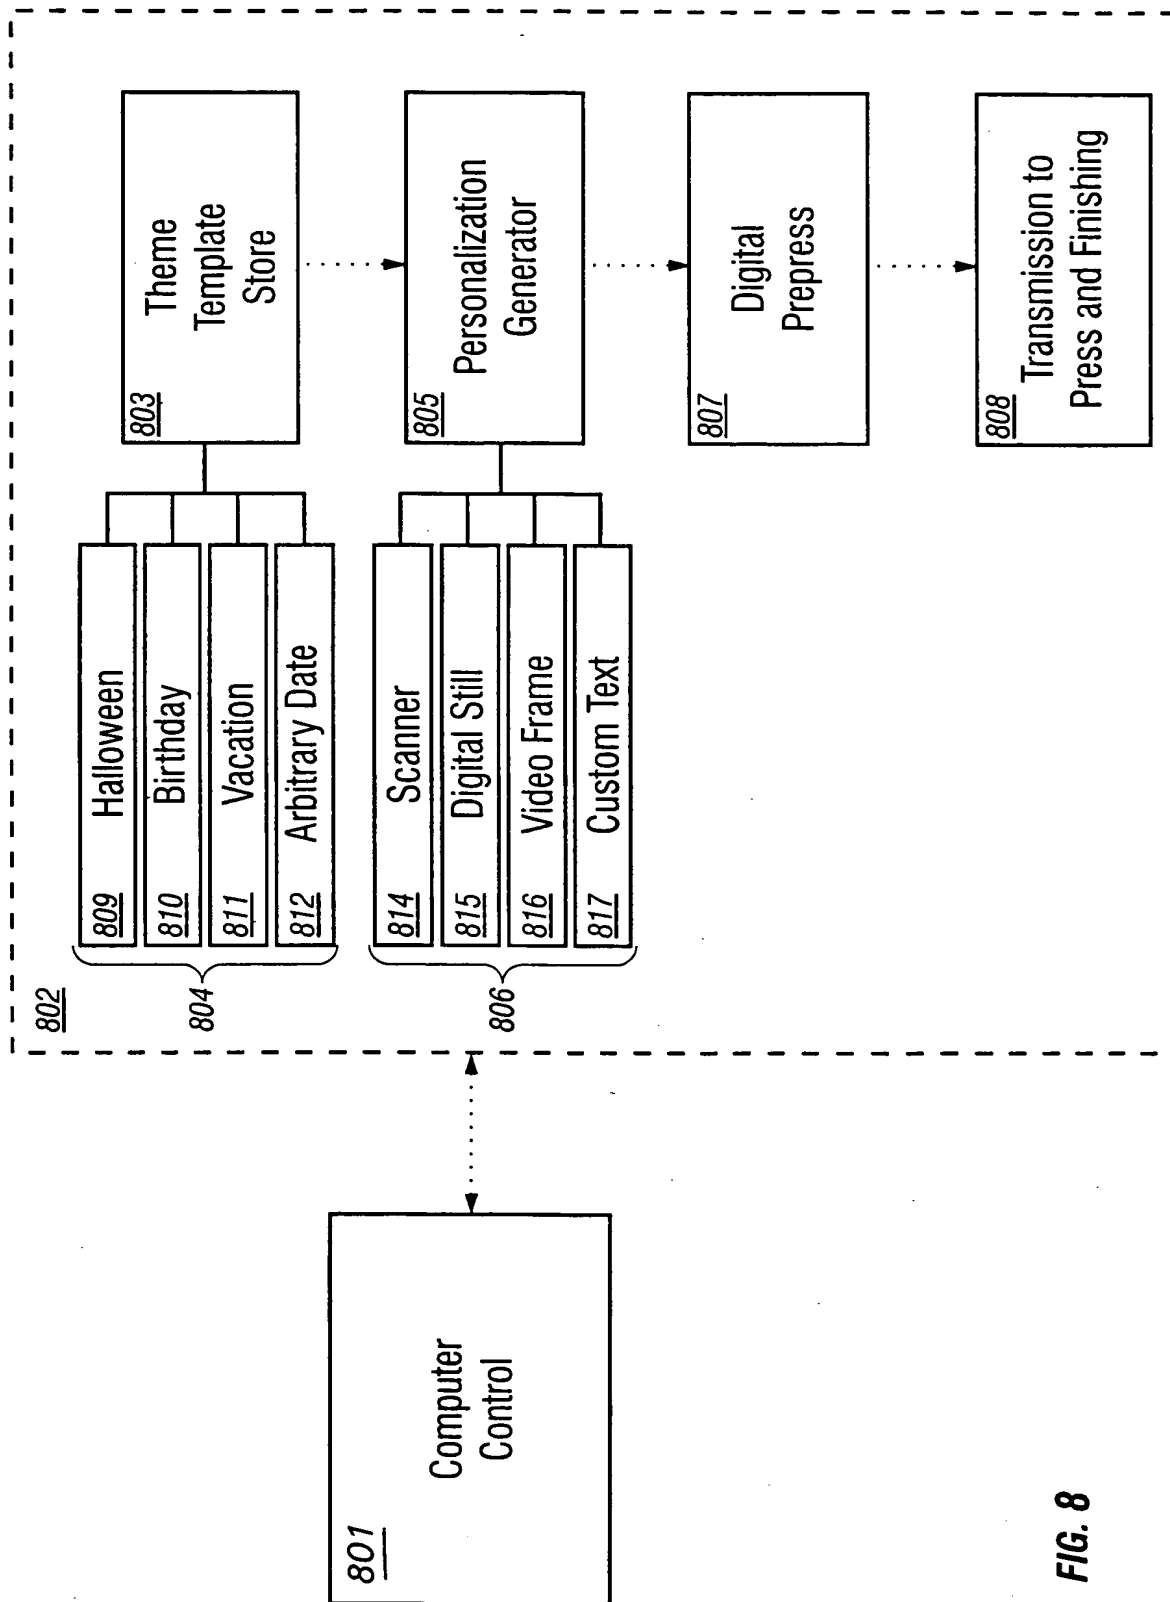 802
809 Halloween
810 Birthday
811 Vacation
812 Arbitrary Date
804
803
Theme
Template
Store
814 Scanner
815 Digital Still
816 Video Frame
817 Custom Text
806
805
Personalization
Generator
807
Digital
Prepress
808
Transmission to
Press and Finishing
801
Computer
Control
FIG. 8